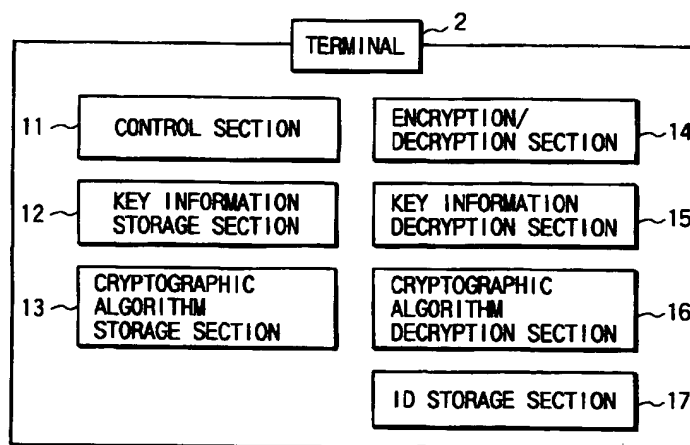 TERMINAL
2
11
CONTROL SECTION
ENCRYPTION/
DECRYPTION SECTION
14
12
KEY INFORMATION
STORAGE SECTION
KEY INFORMATION
DECRYPTION SECTION
15
13
CRYPTOGRAPHIC
ALGORITHM
STORAGE SECTION
CRYPTOGRAPHIC
ALGORITHM
DECRYPTION SECTION
16
ID STORAGE SECTION
17